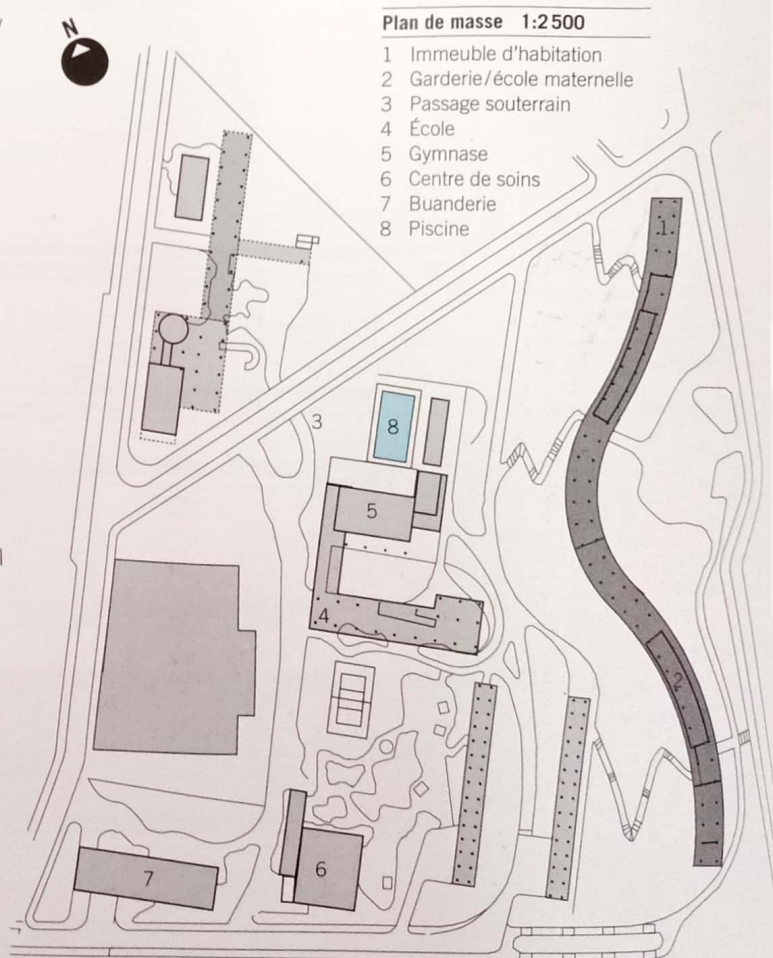 N
Plan de masse 1:2500
1 Immeuble d'habitation
2 Garderie/école maternelle
3 Passage souterrain
4 École
5 Gymnase
6 Centre de soins
7 Buanderie
8 Piscine
1
3
8
5
4
2
1
7
6